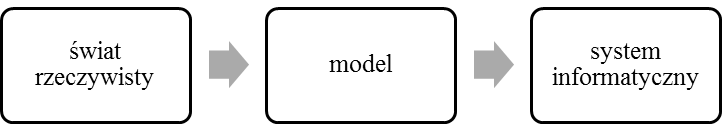 świat
rzeczywisty
model
system
informatyczny